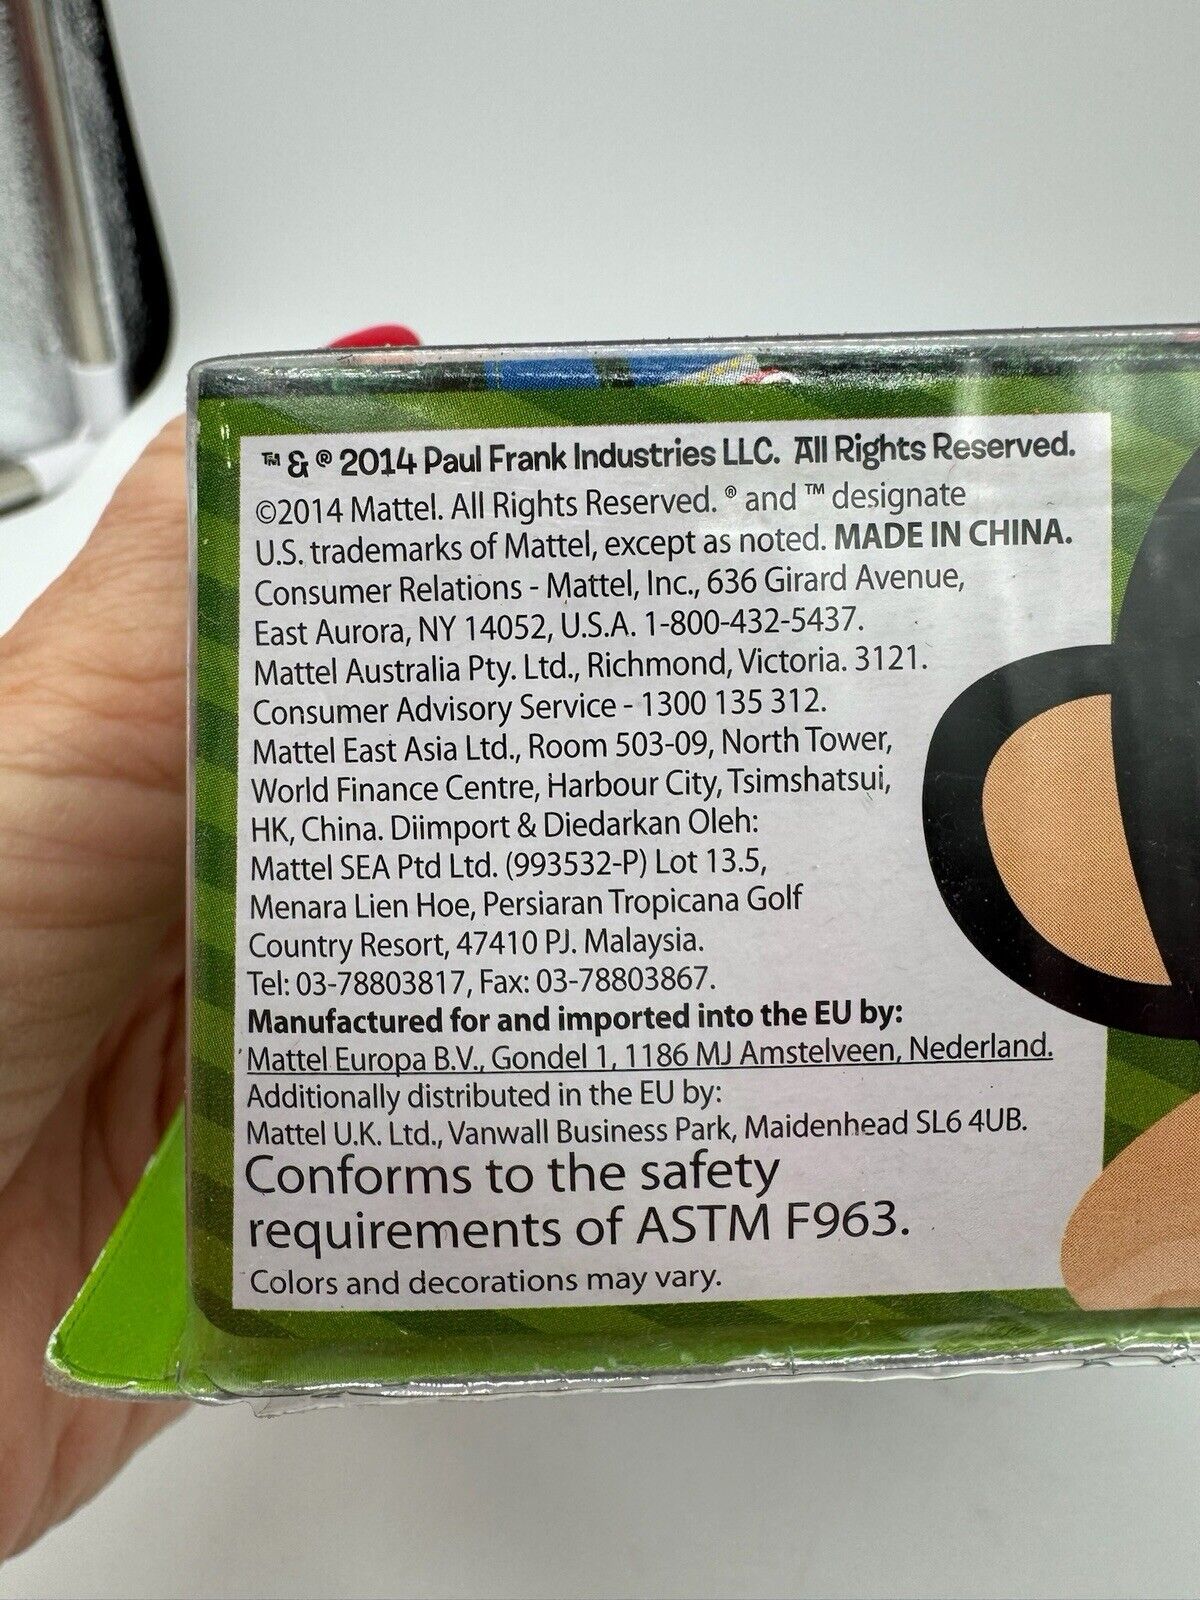 ™ & ® 2014 Paul Frank Industries LLC. All Rights Reserved.
©2014 Mattel. All Rights Reserved. ® and ™ designate
U.S. trademarks of Mattel, except as noted. MADE IN CHINA.
Consumer Relations - Mattel, Inc., 636 Girard Avenue,
East Aurora, NY 14052, U.S.A. 1-800-432-5437.
Mattel Australia Pty. Ltd., Richmond, Victoria. 3121.
Consumer Advisory Service - 1300 135 312.
Mattel East Asia Ltd., Room 503-09, North Tower,
World Finance Centre, Harbour City, Tsimshatsui,
HK, China. Diimport & Diedarkan Oleh:
Mattel SEA Ptd Ltd. (993532-P) Lot 13.5,
Menara Lien Hoe, Persiaran Tropicana Golf
Country Resort, 47410 PJ. Malaysia.
Tel: 03-78803817, Fax: 03-78803867.
Manufactured for and imported into the EU by:
Mattel Europa B.V., Gondel 1, 1186 MJ Amstelveen, Nederland.
Additionally distributed in the EU by:
Mattel U.K. Ltd., Vanwall Business Park, Maidenhead SL6 4UB.
Conforms to the safety
requirements of ASTM F963.
Colors and decorations may vary.